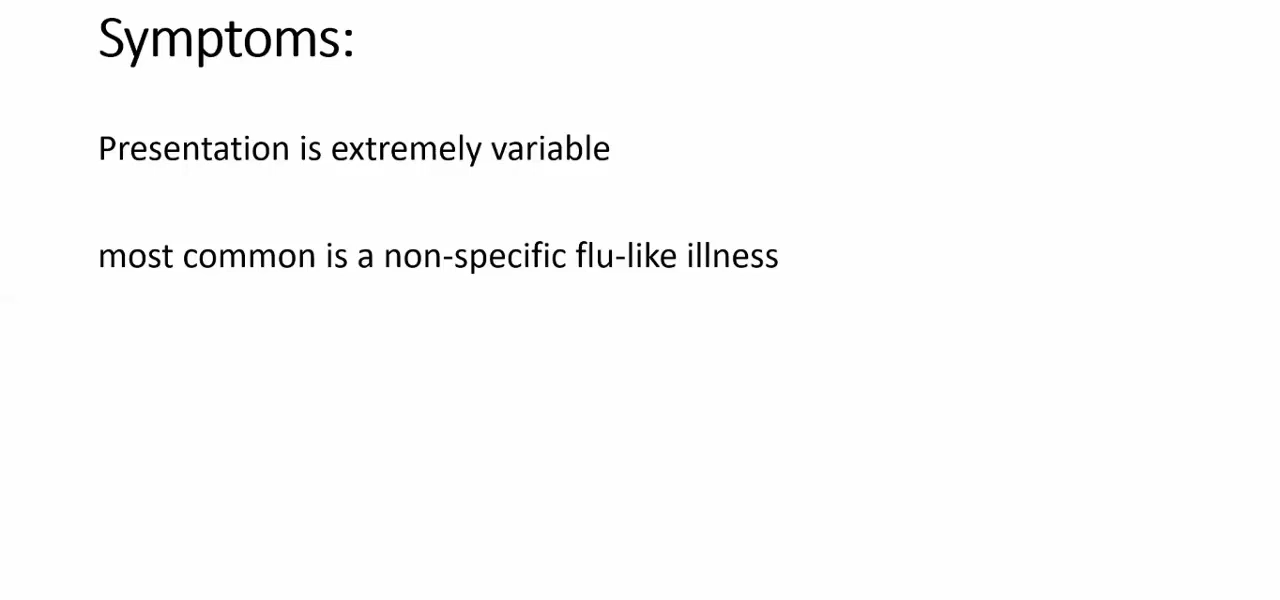 Symptoms:
Presentation is extremely variable
most common is a non-specific flu-like illness